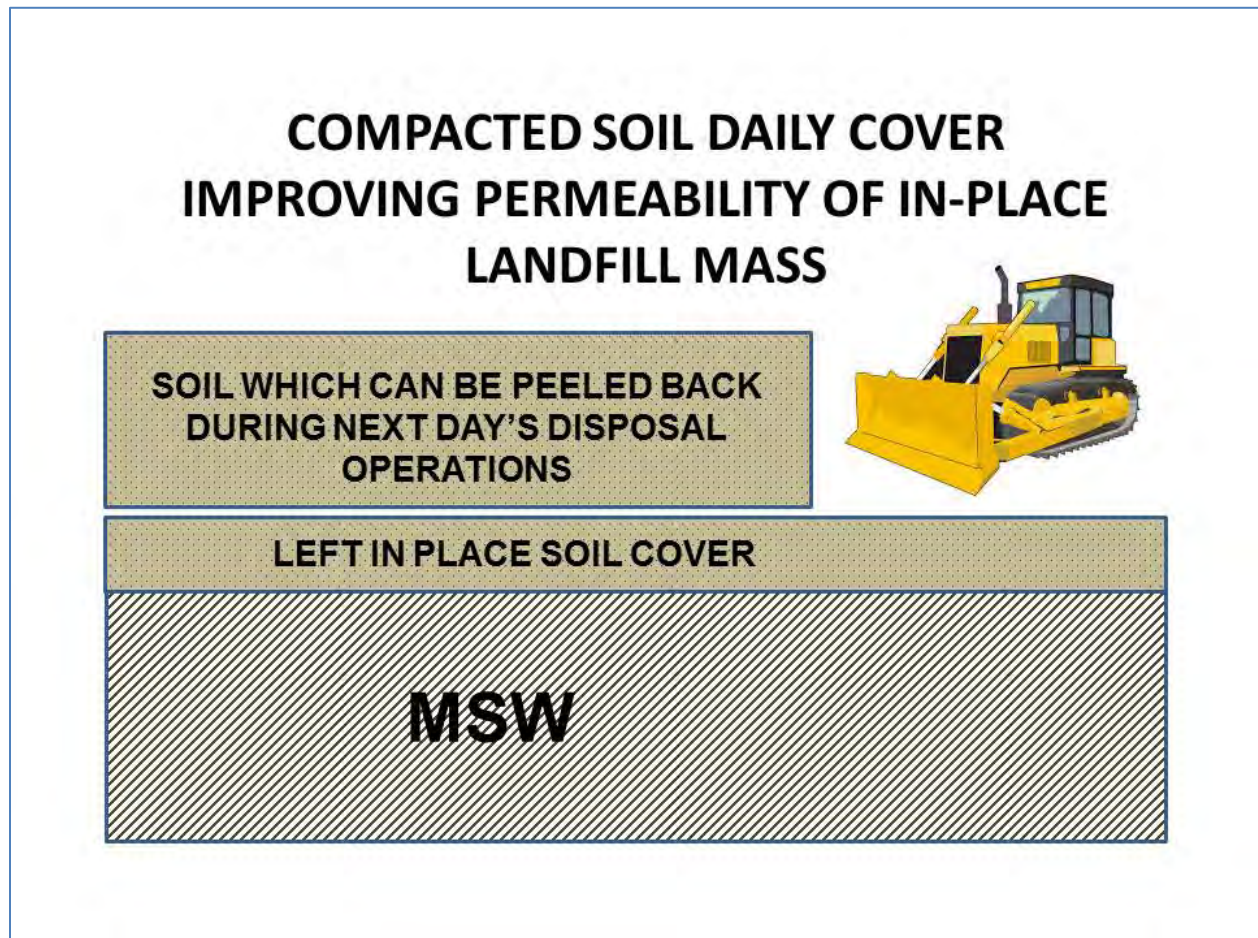 COMPACTED SOIL DAILY COVER
IMPROVING PERMEABILITY OF IN-PLACE
LANDFILL MASS
SOIL WHICH CAN BE PEELED BACK
DURING NEXT DAY’S DISPOSAL
OPERATIONS
LEFT IN PLACE SOIL COVER
MSW